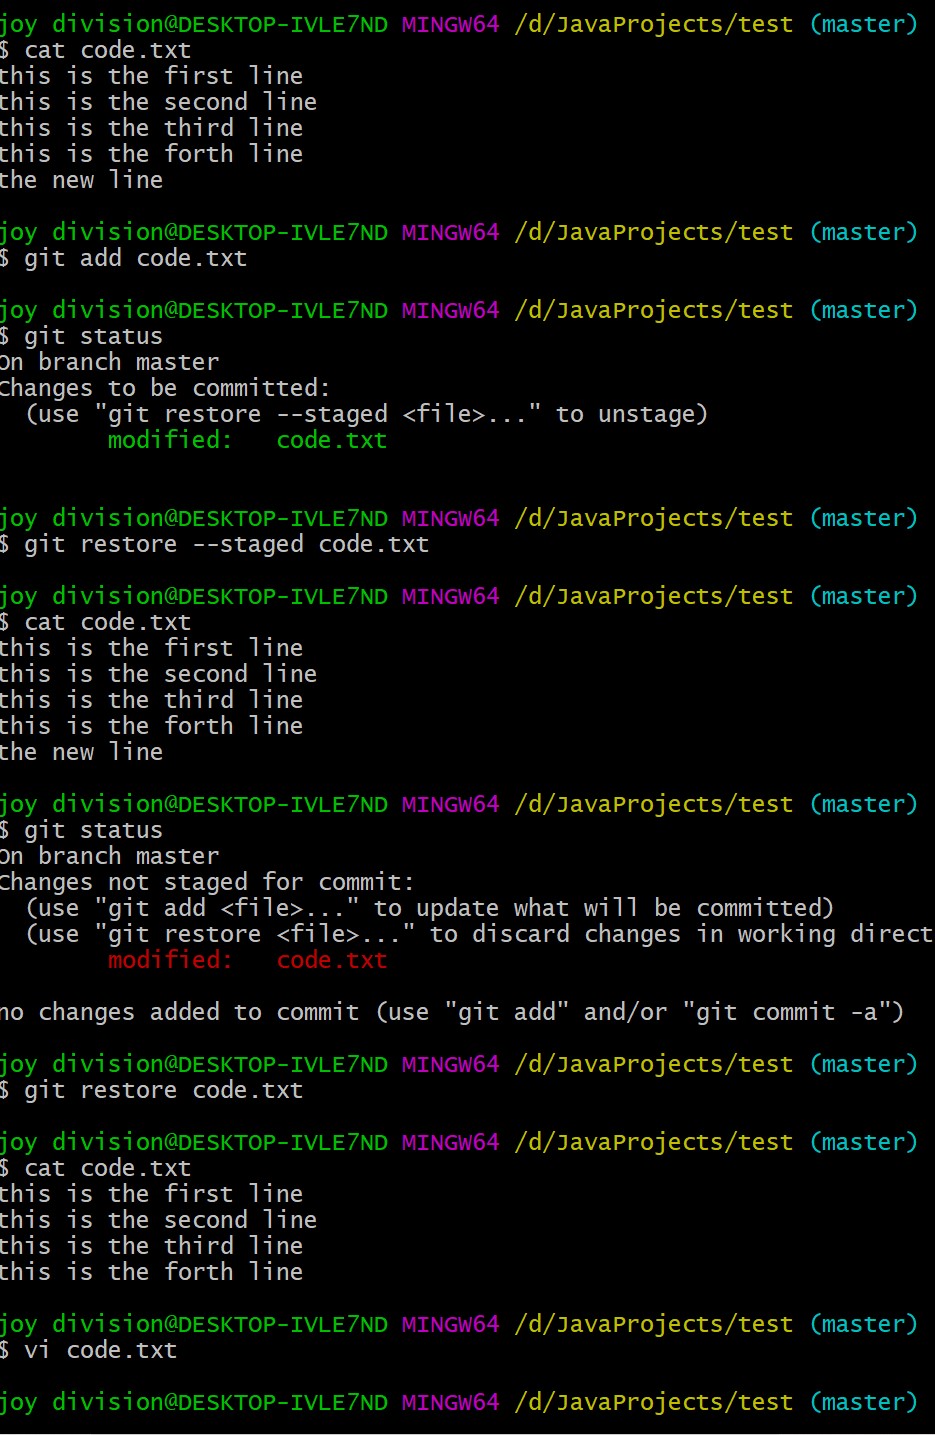 joy division@DESKTOP-IVLE7ND MINGW64 /d/JavaProjects/test (master)
$ cat code.txt
this is the first line
this is the second line
this is the third line
this is the forth line
the new line
joy division@DESKTOP-IVLE7ND MINGW64 /d/JavaProjects/test (master)
$ git add code.txt
joy division@DESKTOP-IVLE7ND MINGW64 /d/JavaProjects/test (master)
$ git status
On branch master
Changes to be committed:
  (use "git restore --staged <file>..." to unstage)
        modified:   code.txt
joy division@DESKTOP-IVLE7ND MINGW64 /d/JavaProjects/test (master)
$ git restore --staged code.txt
joy division@DESKTOP-IVLE7ND MINGW64 /d/JavaProjects/test (master)
$ cat code.txt
this is the first line
this is the second line
this is the third line
this is the forth line
the new line
joy division@DESKTOP-IVLE7ND MINGW64 /d/JavaProjects/test (master)
$ git status
On branch master
Changes not staged for commit:
  (use "git add <file>..." to update what will be committed)
  (use "git restore <file>..." to discard changes in working direct
        modified:   code.txt
no changes added to commit (use "git add" and/or "git commit -a")
joy division@DESKTOP-IVLE7ND MINGW64 /d/JavaProjects/test (master)
$ git restore code.txt
joy division@DESKTOP-IVLE7ND MINGW64 /d/JavaProjects/test (master)
$ cat code.txt
this is the first line
this is the second line
this is the third line
this is the forth line
joy division@DESKTOP-IVLE7ND MINGW64 /d/JavaProjects/test (master)
$ vi code.txt
joy division@DESKTOP-IVLE7ND MINGW64 /d/JavaProjects/test (master)